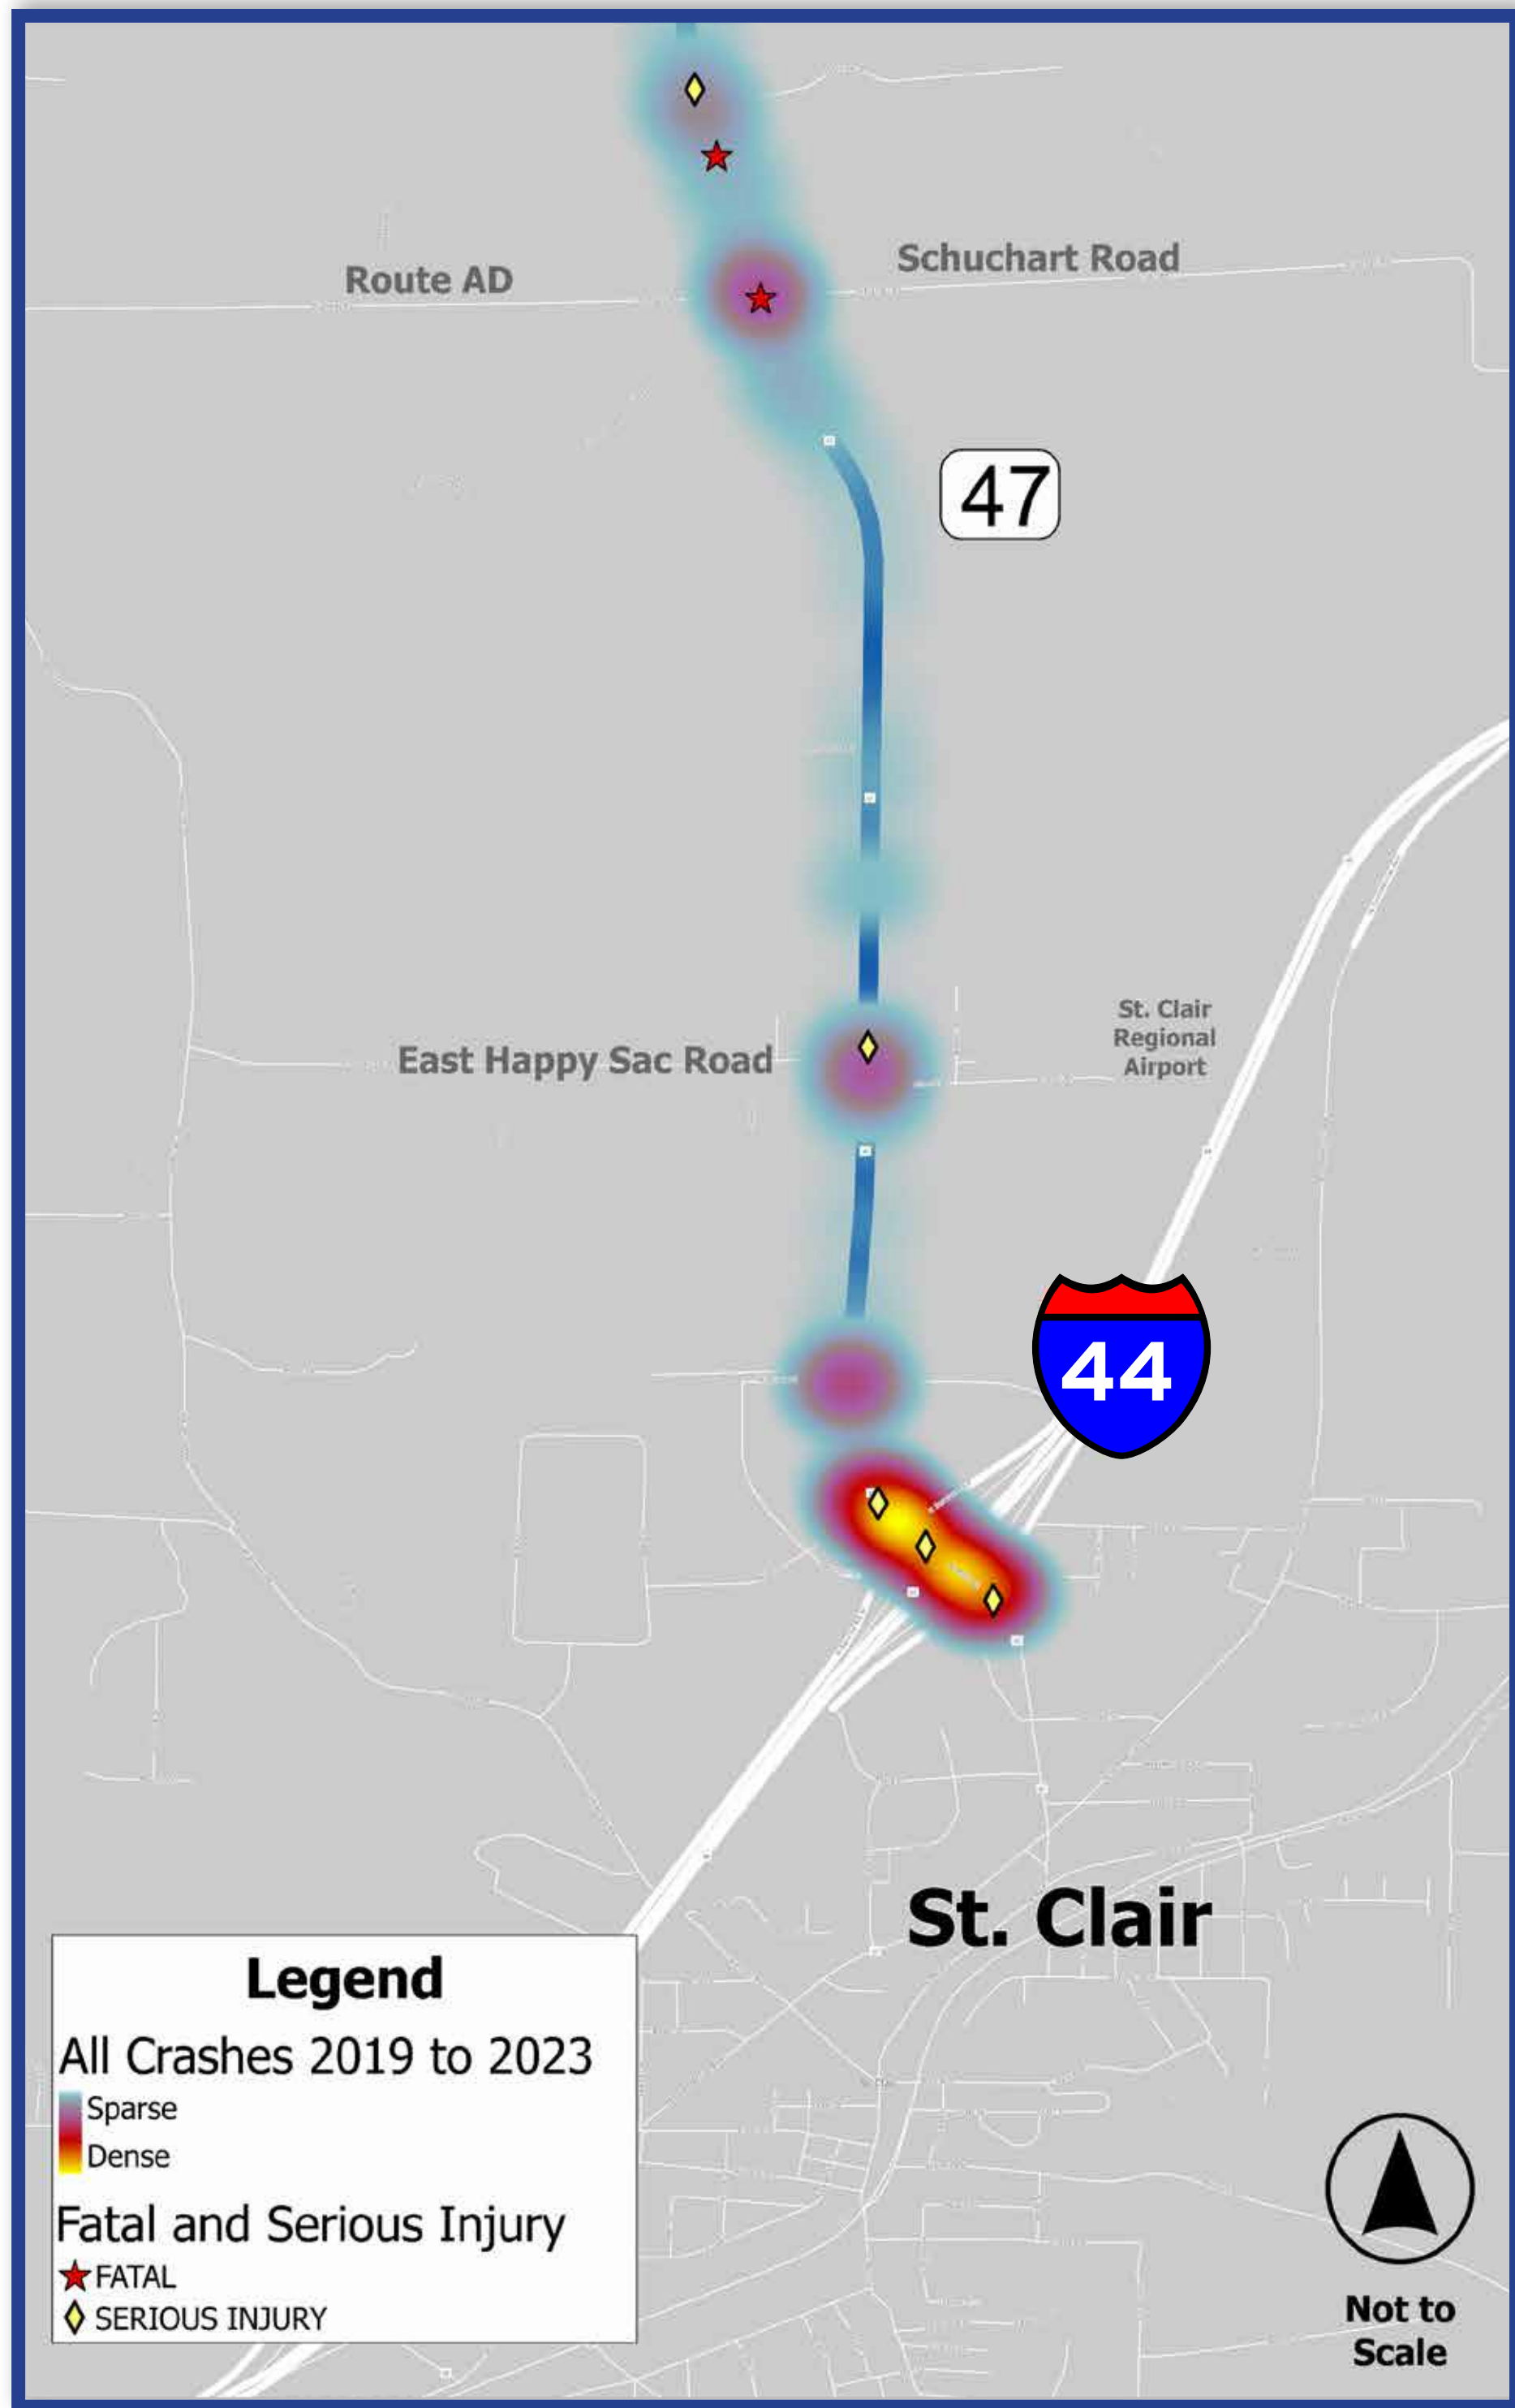 Route AD
Schuchart Road
47
St. Clair
Regional
Airport
East Happy Sac Road
44
St. Clair
Legend
All Crashes 2019 to 2023
Sparse
Dense
Fatal and Serious Injury
FATAL
SERIOUS INJURY
Not to
Scale